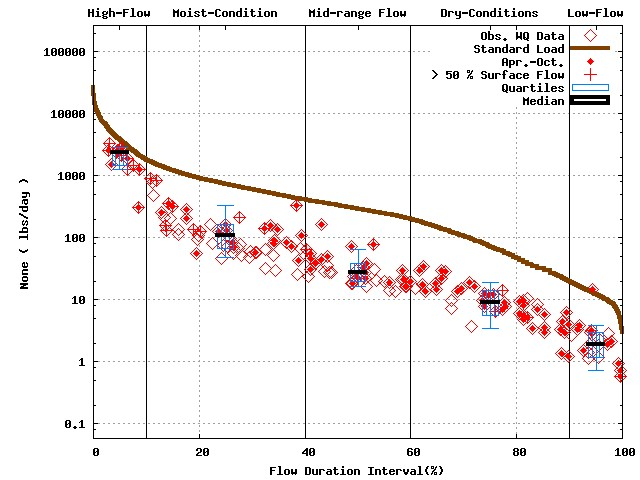 High-Flow Moist-Condition Mid-range Flow Dry-Conditions Low-Flow
Obs. WQ Data
Standard Load
Apr.-Oct.
> 50 % Surface Flow
Quartiles
Median
100000
10000
1000
100
10
1
0.1
None ( lbs/day )
0 20 40 60 80 100
Flow Duration Interval(%)